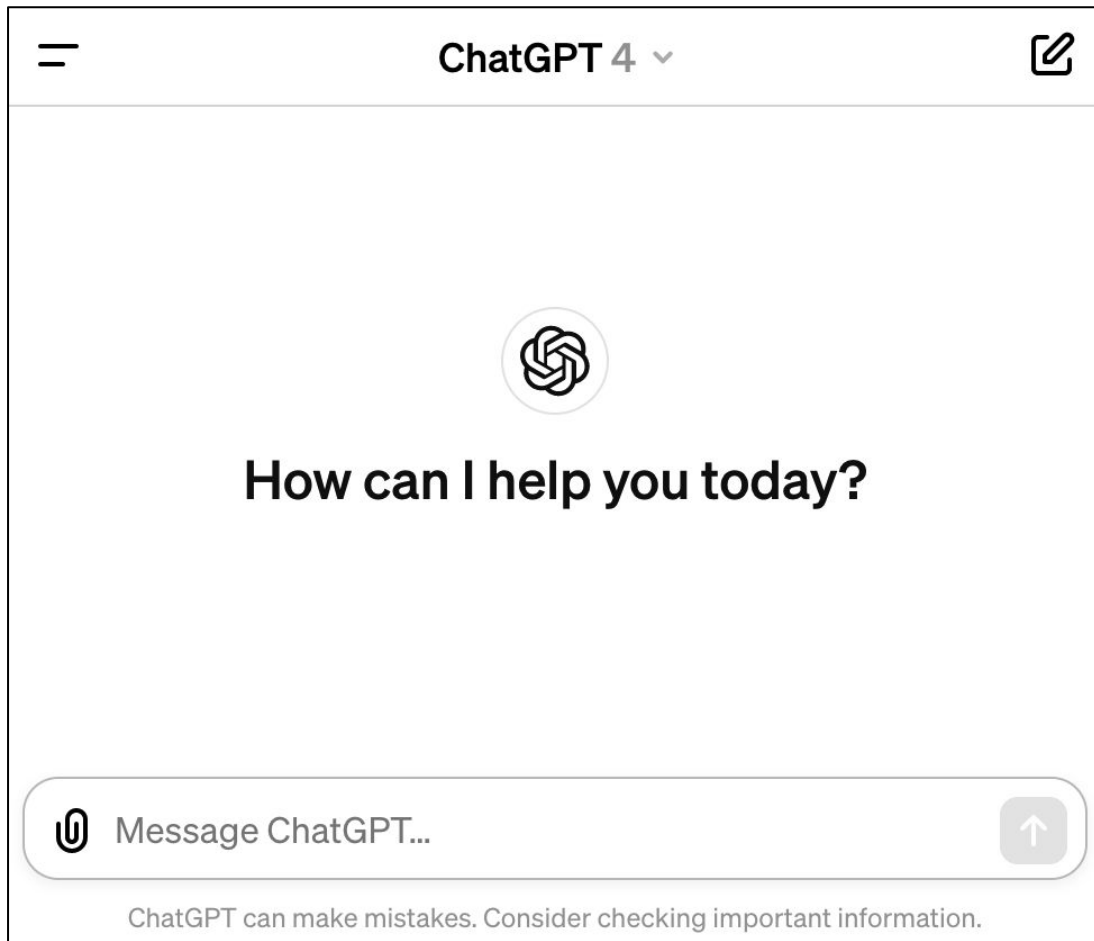 ChatGPT 4
How can I help you today?
Message ChatGPT...
ChatGPT can make mistakes. Consider checking important information.